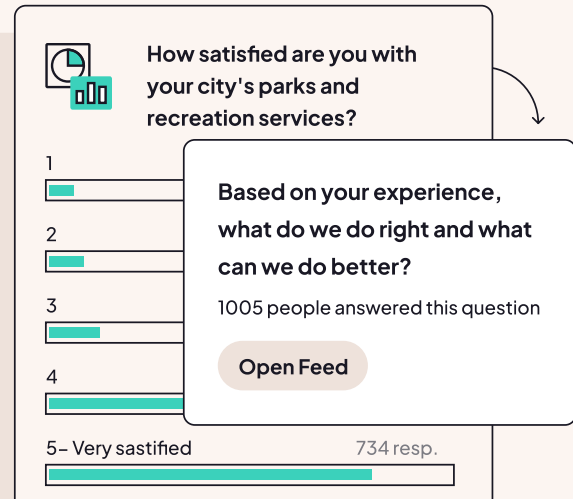 How satisfied are you with
your city's parks and
recreation services?
1
2
3
4
5– Very sastified
734 resp.
Based on your experience,
what do we do right and what
can we do better?
1005 people answered this question
Open Feed